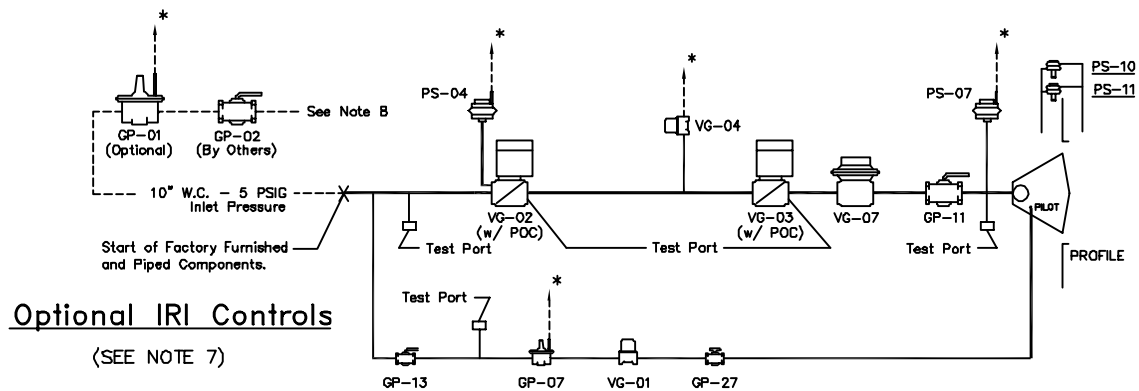 *
*
*
*
PS-10
PS-11
PS-04
PS-07
See Note B
VG-04
GP-01
(Optional)
GP-02
(By Others)
10" W.C. - 5 PSIG
Inlet Pressure
VG-02
(w/ POC)
VG-03
(w/ POC)
VG-07
GP-11
PILOT
Start of Factory Furnished
and Piped Components.
Test Port
Test Port
Test Port
PROFILE
*
Test Port
Optional IRI Controls
(SEE NOTE 7)
GP-13
GP-07
VG-01
GP-27